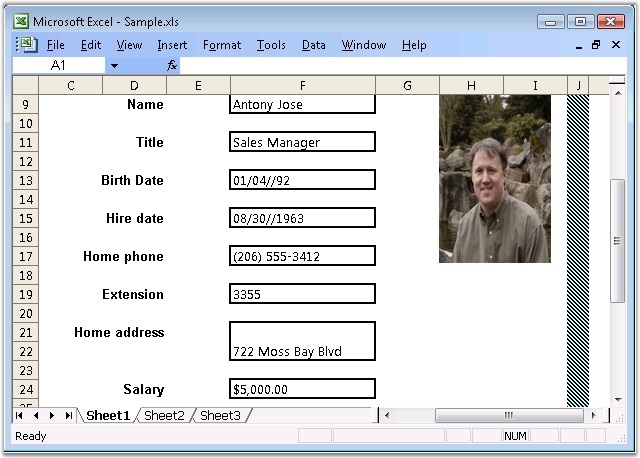 Microsoft Excel - Sample.xls
File Edit View Insert Format Tools Data Window Help
A1 fx
C D E F G H I J
9 Name Antony Jose
10
11 Title Sales Manager
12
13 Birth Date 01/04//92
14
15 Hire date 08/30//1963
16
17 Home phone (206) 555-3412
18
19 Extension 3355
20
21 Home address
22 722 Moss Bay Blvd
23
24 Salary $5,000.00
25
Sheet1 Sheet2 Sheet3
Ready NUM